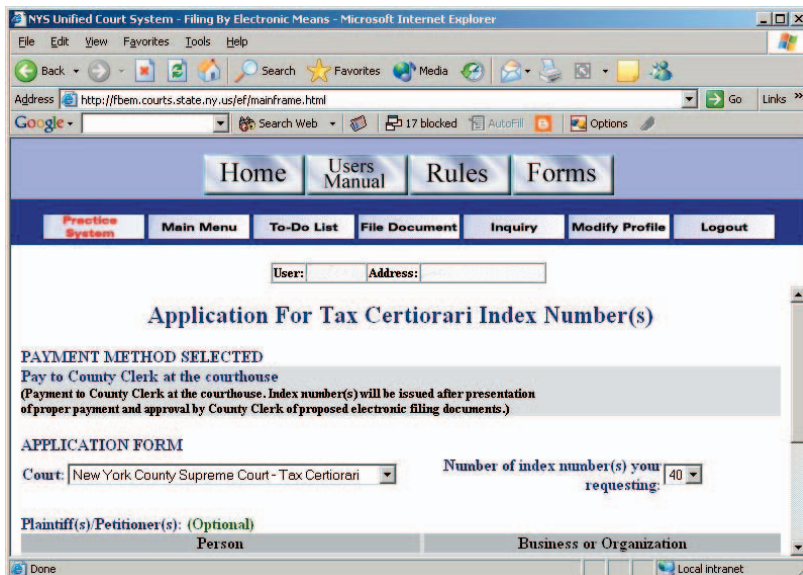 NYS Unified Court System - Filing By Electronic Means - Microsoft Internet Explorer
File Edit View Favorites Tools Help
Back Search Favorites Media
Address http://fbem.courts.state.ny.us/ef/mainframe.html Go Links »
Google Search Web 17 blocked AutoFill Options
Home Users Manual Rules Forms
Practice System Main Menu To-Do List File Document Inquiry Modify Profile Logout
User: Address:
Application For Tax Certiorari Index Number(s)
PAYMENT METHOD SELECTED
Pay to County Clerk at the courthouse
(Payment to County Clerk at the courthouse. Index number(s) will be issued after presentation
of proper payment and approval by County Clerk of proposed electronic filing documents.)
APPLICATION FORM
Court: New York County Supreme Court - Tax Certiorari Number of index number(s) your requesting: 40
Plaintiff(s)/Petitioner(s): (Optional)
Person Business or Organization
Done Local intranet